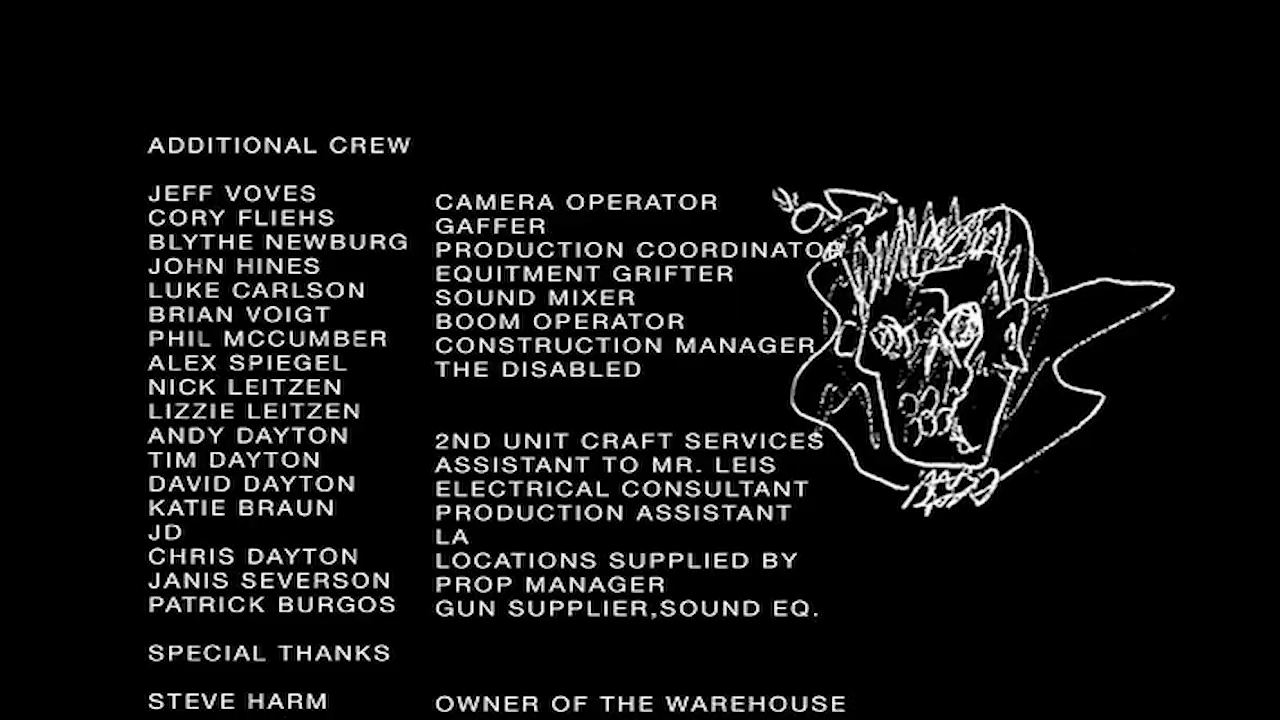 ADDITIONAL CREW
JEFF VOVES CAMERA OPERATOR
CORY FLIEHS GAFFER
BLYTHE NEWBURG PRODUCTION COORDINATOR
JOHN HINES EQUITMENT GRIFTER
LUKE CARLSON SOUND MIXER
BRIAN VOIGT BOOM OPERATOR
PHIL MCCUMBER CONSTRUCTION MANAGER
ALEX SPIEGEL THE DISABLED
NICK LEITZEN
LIZZIE LEITZEN
ANDY DAYTON 2ND UNIT CRAFT SERVICES
TIM DAYTON ASSISTANT TO MR. LEIS
DAVID DAYTON ELECTRICAL CONSULTANT
KATIE BRAUN PRODUCTION ASSISTANT
JD LA
CHRIS DAYTON LOCATIONS SUPPLIED BY
JANIS SEVERSON PROP MANAGER
PATRICK BURGOS GUN SUPPLIER,SOUND EQ.
SPECIAL THANKS
STEVE HARM OWNER OF THE WAREHOUSE